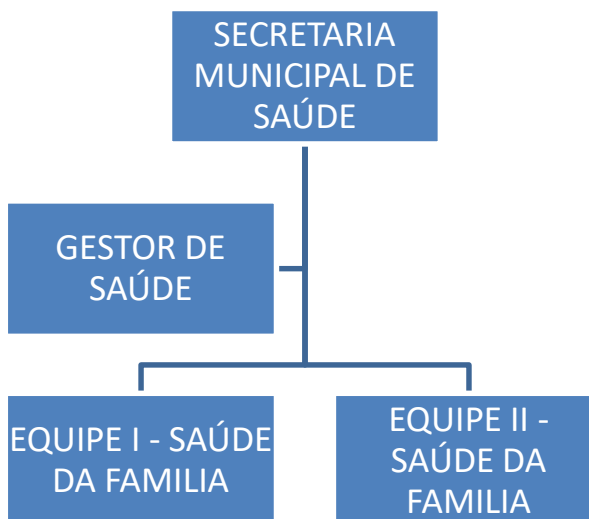 SECRETARIA
MUNICIPAL DE
SAÚDE
GESTOR DE
SAÚDE
EQUIPE I - SAÚDE
DA FAMILIA
EQUIPE II -
SAÚDE DA
FAMILIA